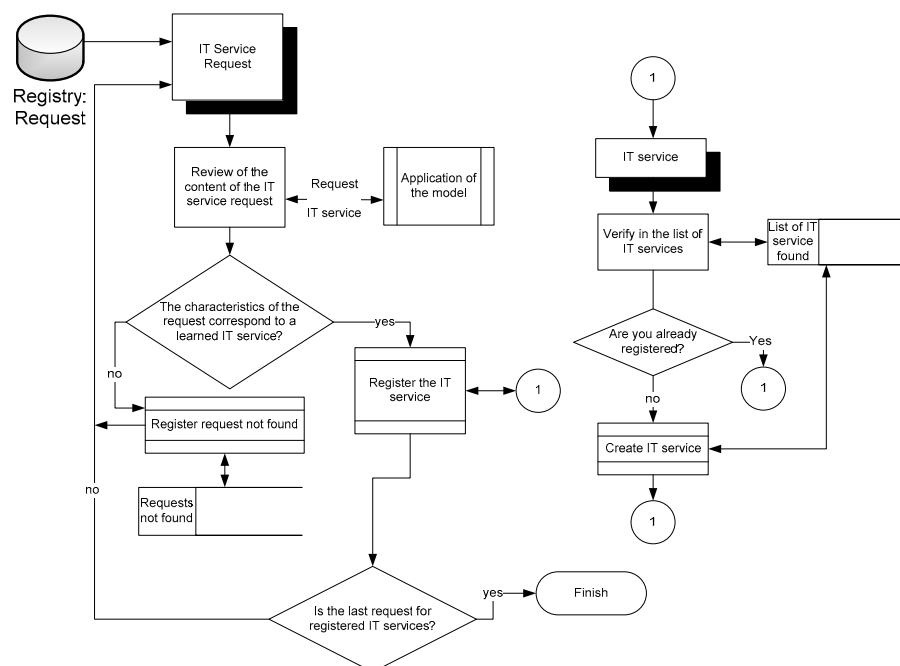 IT Service
Request
Registry:
Request
1
IT service
Review of the
content of the IT
service request
Request
IT service
Application of
the model
Verify in the list of
IT services
List of IT
service
found
The characteristics of the
request correspond to a
learned IT service?
yes
no
Are you already
registered?
Yes
1
no
Register the IT
service
1
Register request not found
Create IT service
no
Requests
not found
1
Is the last request for
registered IT services?
yes
Finish